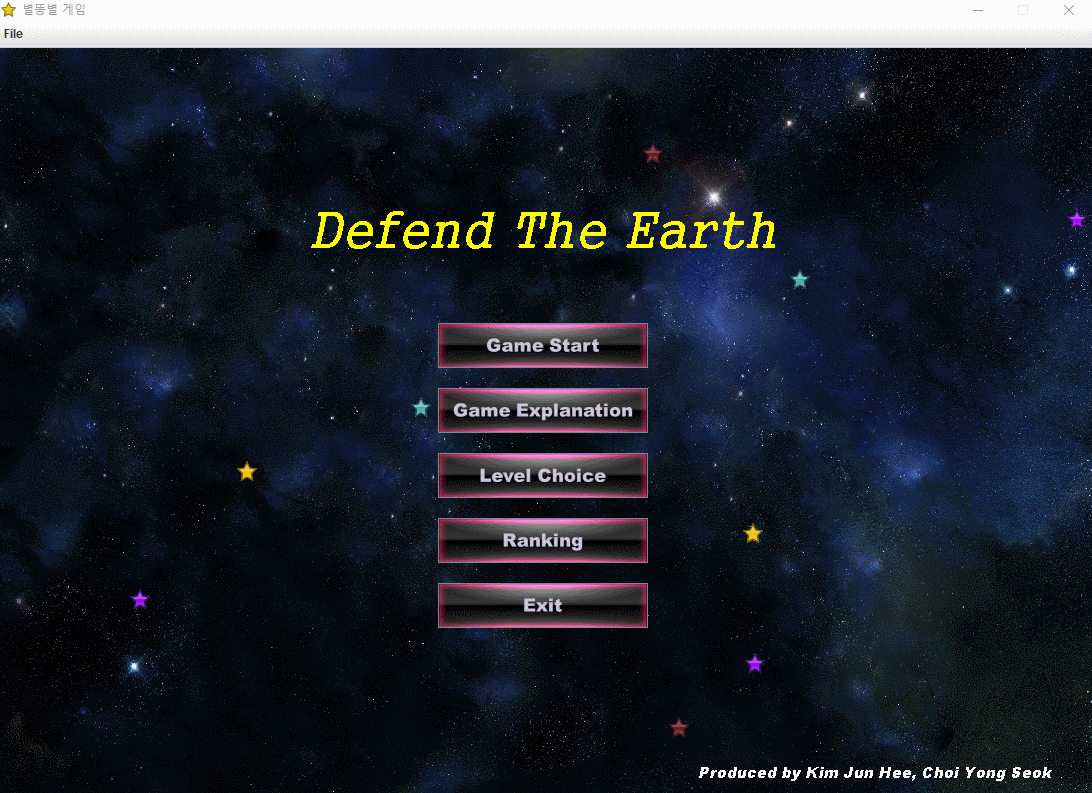 별똥별 게임
File
Defend The Earth
Game Start
Game Explanation
Level Choice
Ranking
Exit
Produced by Kim Jun Hee, Choi Yong Seok